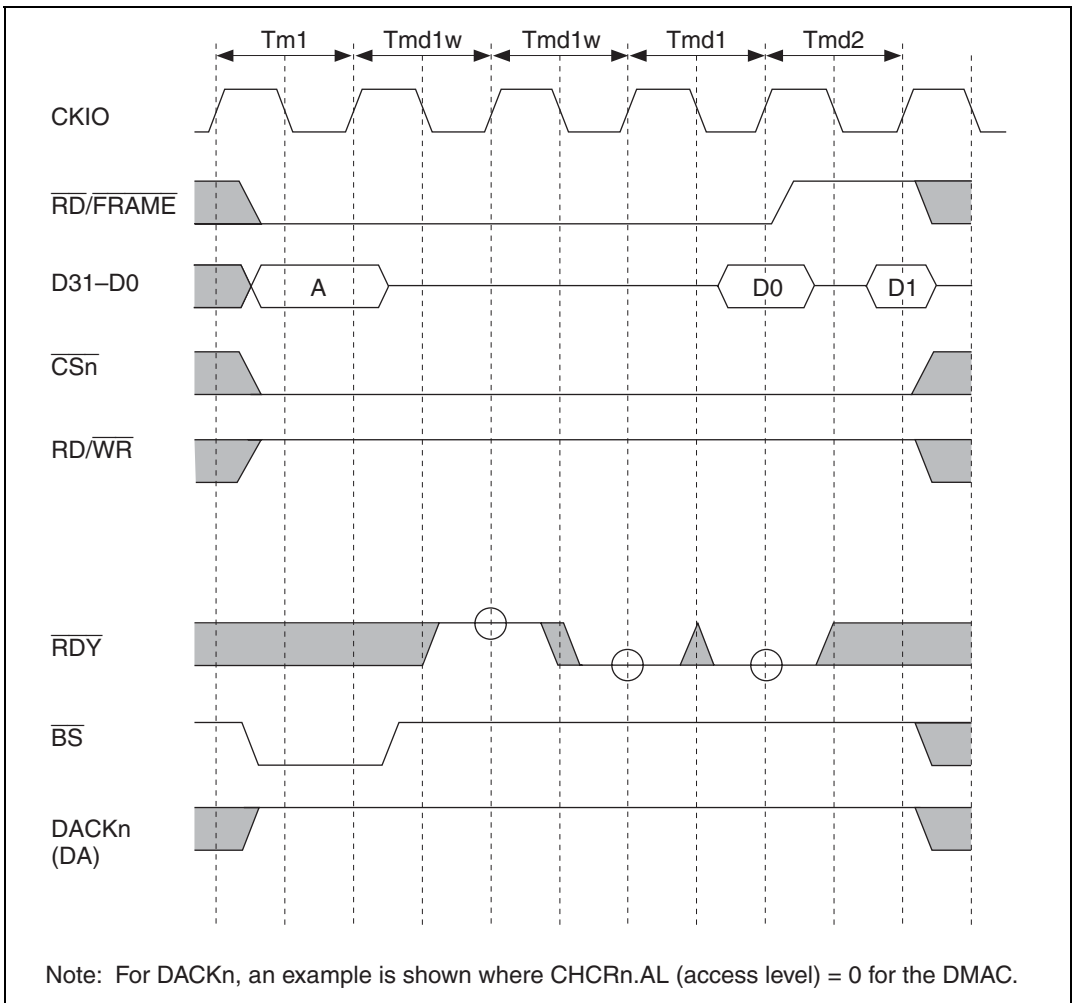 Tm1 Tmd1w Tmd1w Tmd1 Tmd2
CKIO
RD/FRAME
D31–D0 A D0 D1
CSn
RD/WR
RDY
BS
DACKn
(DA)
Note: For DACKn, an example is shown where CHCRn.AL (access level) = 0 for the DMAC.